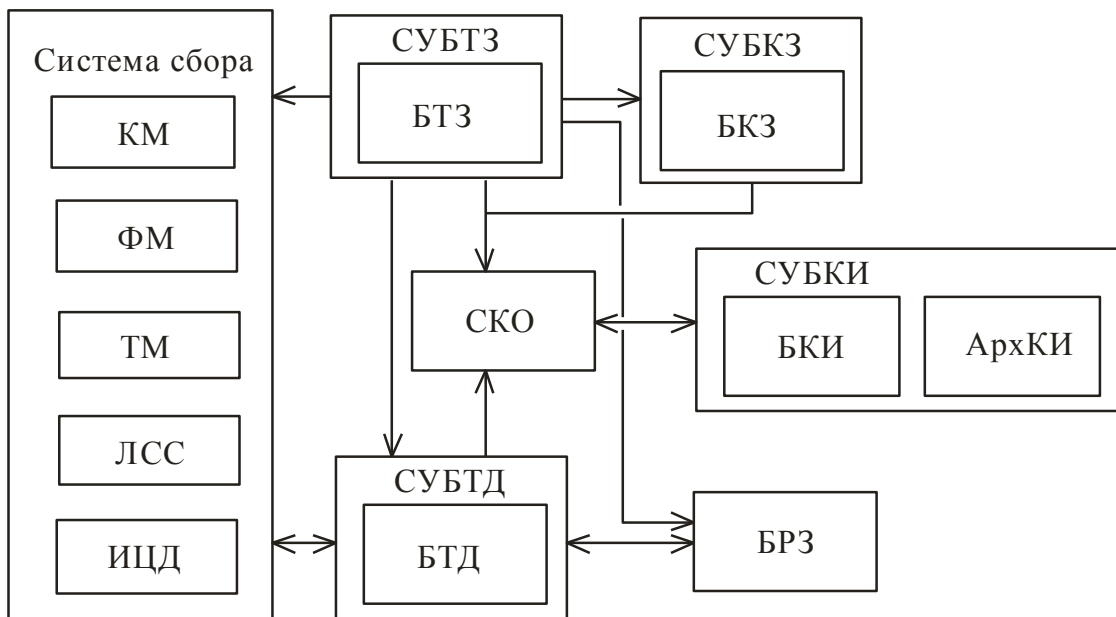 Система сбора
КМ
ФМ
ТМ
ЛСС
ИЦД
СУБТЗ
БТЗ
СУБКЗ
БКЗ
СКО
СУБКИ
БКИ
АрхКИ
СУБТД
БТД
БРЗ